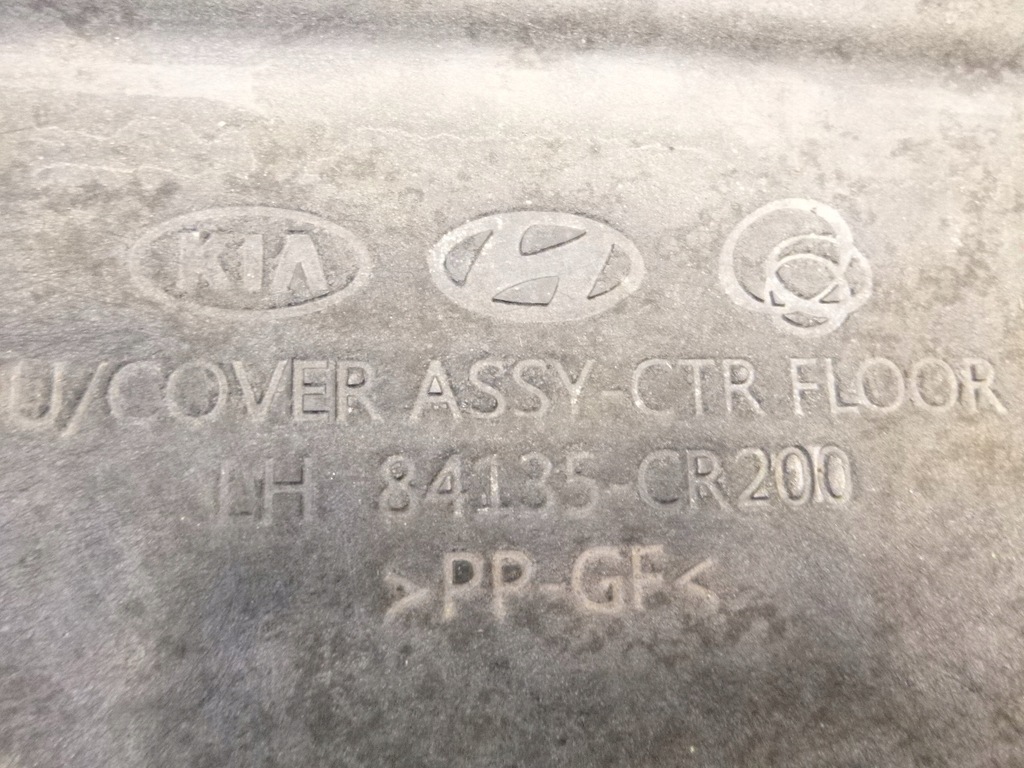 KIA
U/COVER ASSY-CTR FLOOR
LH 84135-CR200
>PP-GF<